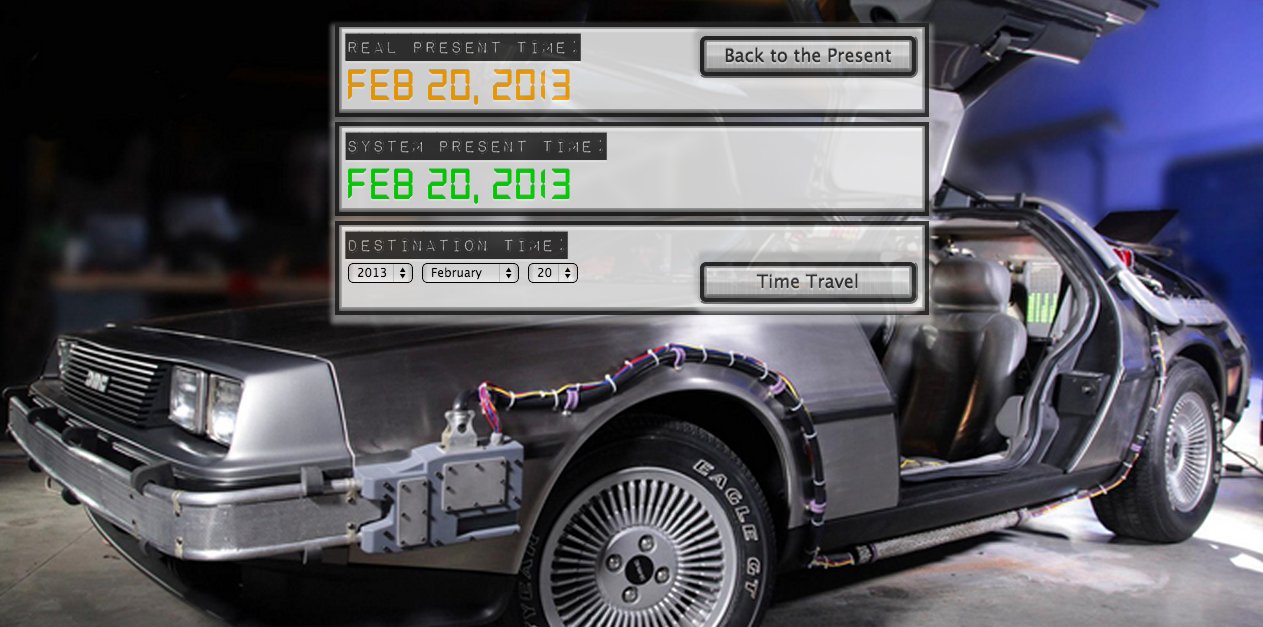 REAL PRESENT TIME:
Back to the Present
FEB 20, 2013
SYSTEM PRESENT TIME:
FEB 20, 2013
DESTINATION TIME:
2013 February 20
Time Travel
DMC
EAGLE GT